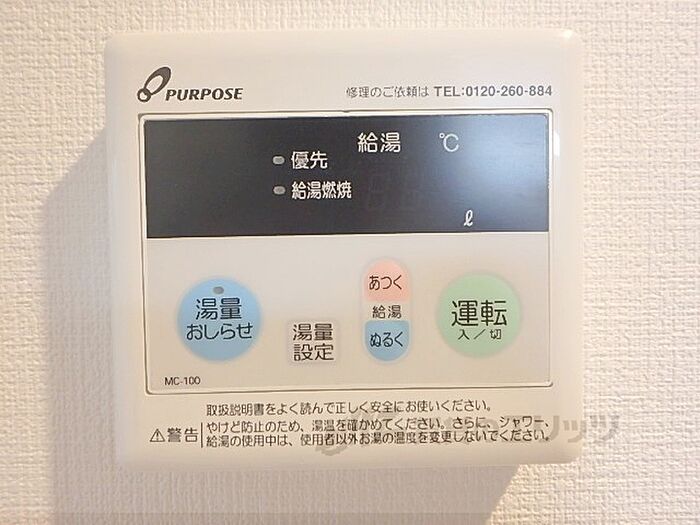 PURPOSE
修理のご依頼は TEL:0120-260-884
給湯 ℃
優先
給湯燃焼
ℓ
湯量
おしらせ
湯量
設定
あつく
給湯
ぬるく
運転
入/切
MC-100
取扱説明書をよく読んで正しく安全にお使いください。
⚠警告 やけど防止のため、湯温を確かめてください。さらに、シャワー、
給湯の使用中は、使用者以外お湯の温度を変更しないでください。